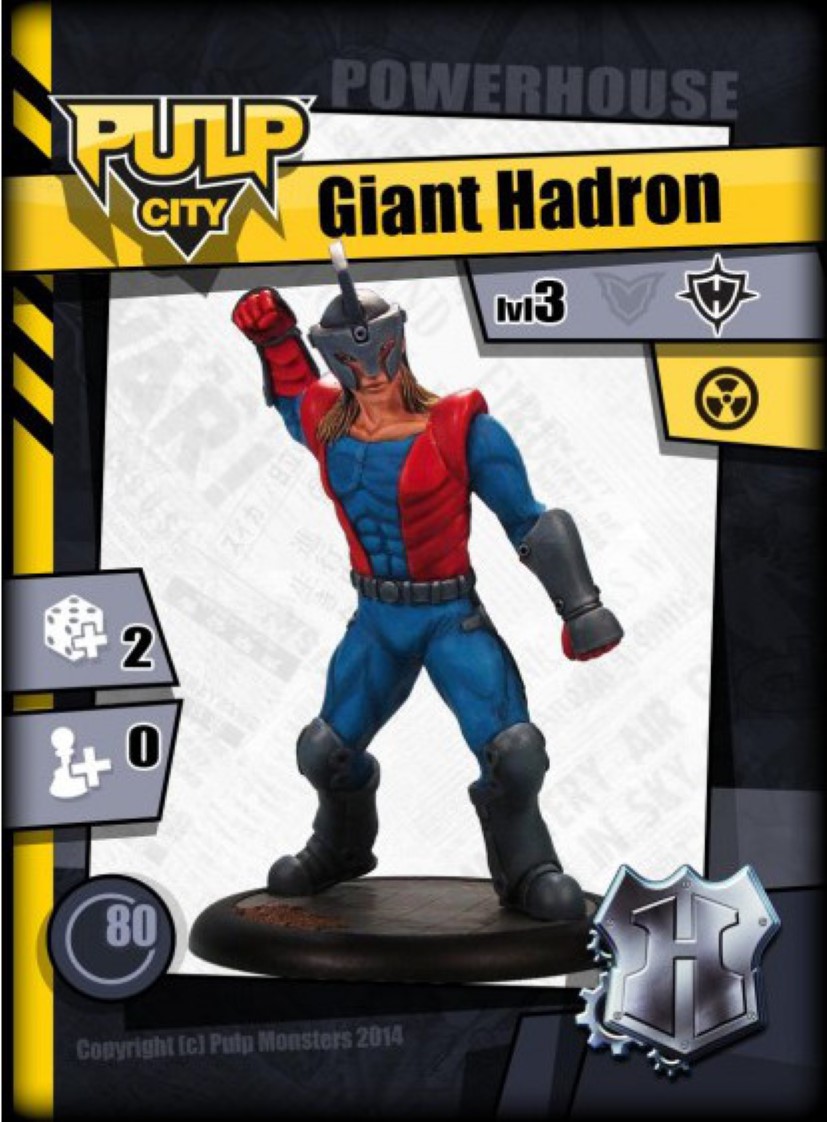 POWERHOUSE
PULP
CITY
Giant Hadron
lvl3
H
2
0
80
H
Copyright (c) Pulp Monsters 2014